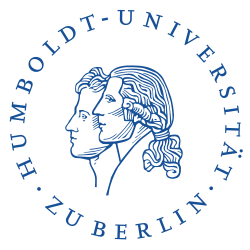 HUMBOLDT-UNIVERSITÄT
· ZU BERLIN ·